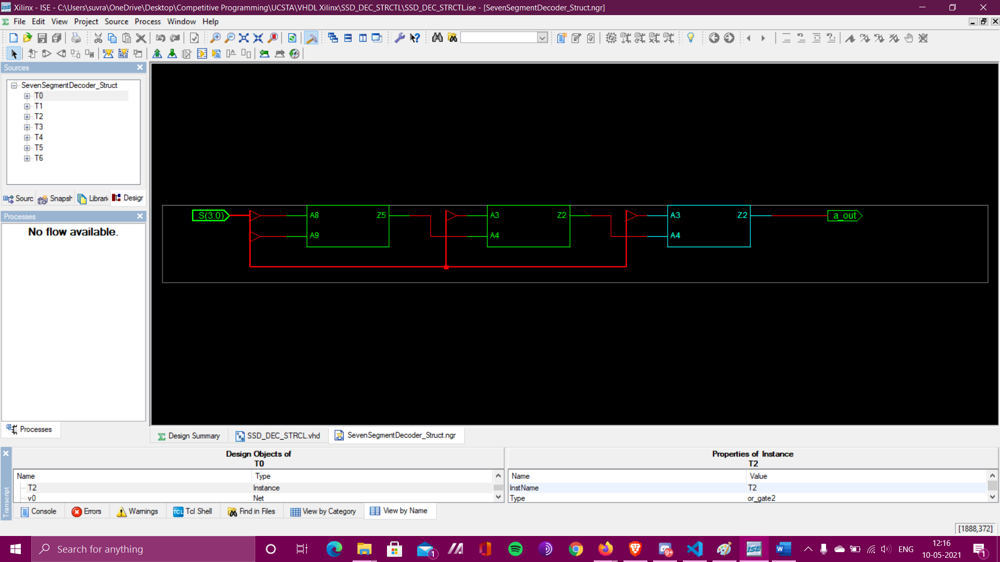 Xilinx - ISE - C:\Users\suvra\OneDrive\Desktop\Competitive Programming\UCSTA\VHDL Xilinx\SSD_DEC_STRCTL\SSD_DEC_STRCTL.ise - [SevenSegmentDecoder_Struct.ngr]
File Edit View Project Source Process Window Help
Sources
SevenSegmentDecoder_Struct
T0
T1
T2
T3
T4
T5
T6
Sourc Snapsh Librari Desigr
Processes
No flow available.
Processes
S(3:0) A8 Z5 A3 Z2 A3 Z2 a_out
A9 A4 A4
Design Summary SSD_DEC_STRCL.vhd SevenSegmentDecoder_Struct.ngr
Transcript
Design Objects of
T0
Name Type
T2 Instance
v0 Net
Properties of Instance
T2
Name Value
InstName T2
Type or_gate2
Console Errors Warnings TCL Tcl Shell Find in Files View by Category View by Name
[1888,372]
Search for anything
1
9+
ISE
W
ENG
12:16
10-05-2021
1